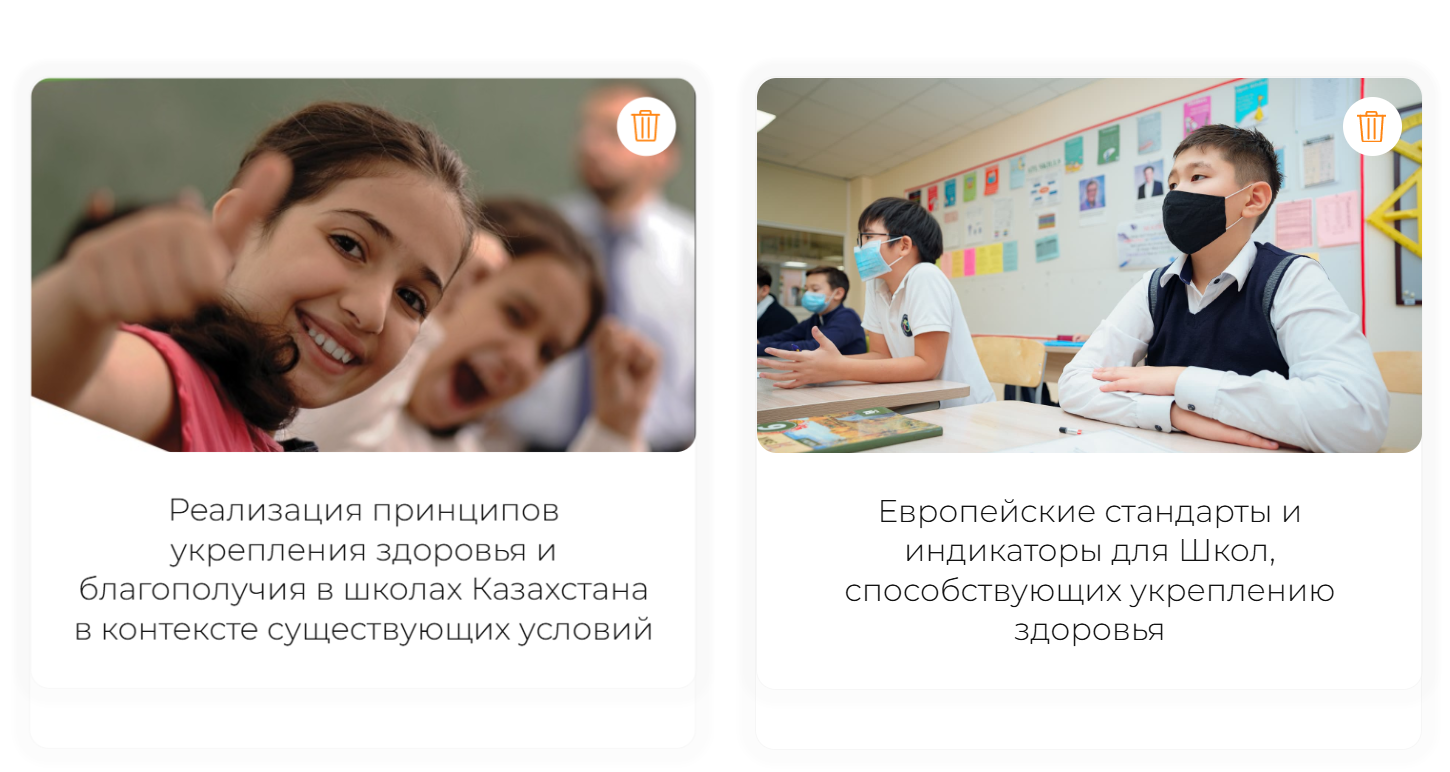 Реализация принципов
укрепления здоровья и
благополучия в школах Казахстана
в контексте существующих условий
Европейские стандарты и
индикаторы для Школ,
способствующих укреплению
здоровья